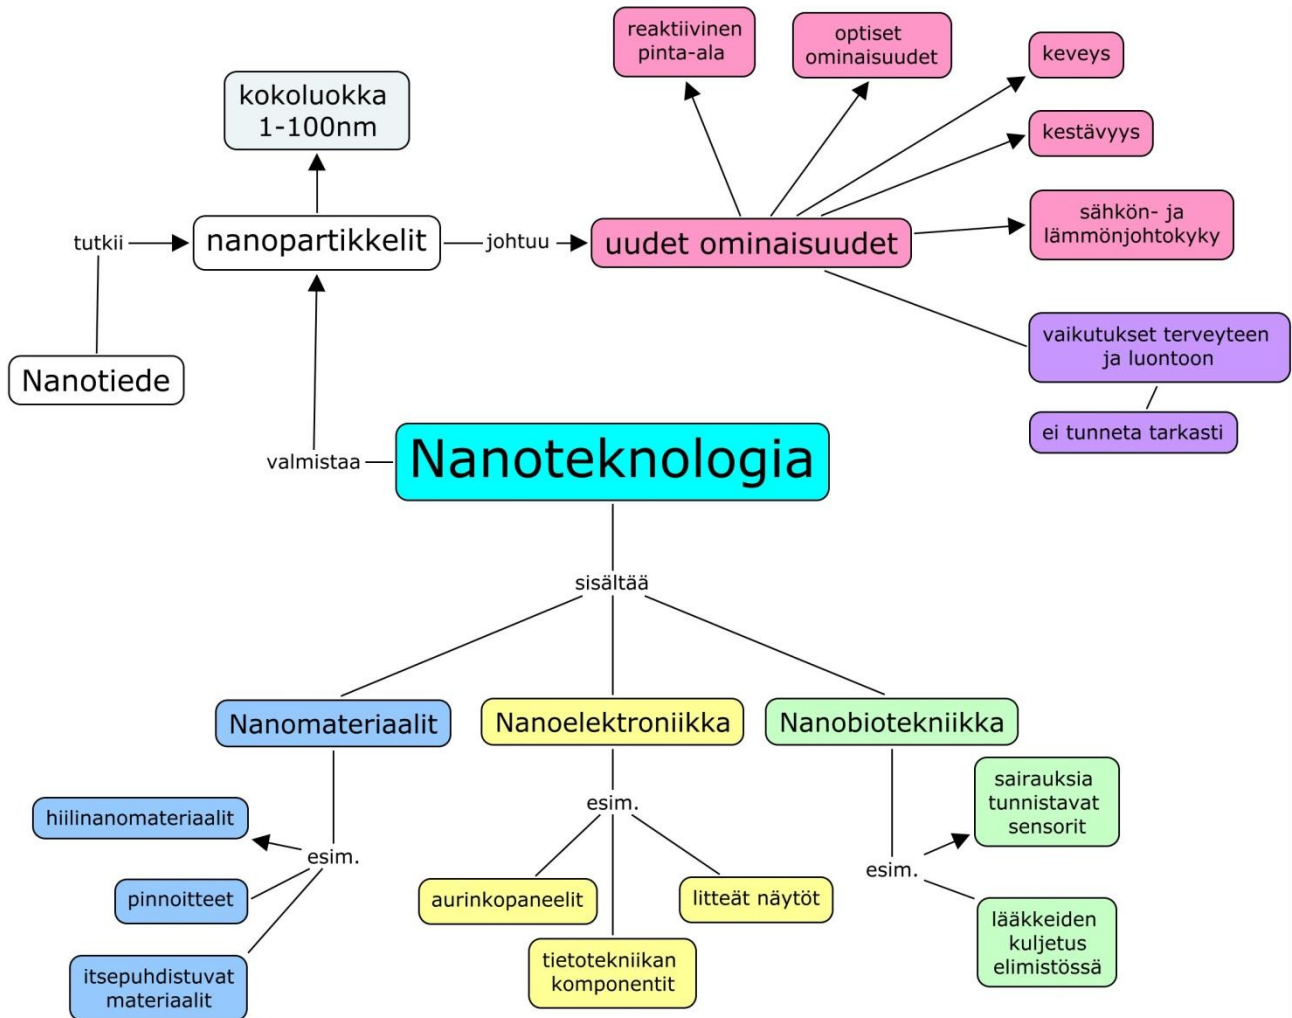 reaktiivinen
pinta-ala
optiset
ominaisuudet
keveys
kokoluokka
1-100nm
kestävyys
tutkii
nanopartikkelit
johtuu
uudet ominaisuudet
sähkön- ja
lämmönjohtokyky
vaikutukset terveyteen
ja luontoon
Nanotiede
ei tunneta tarkasti
valmistaa
Nanoteknologia
sisältää
Nanomateriaalit
Nanoelektroniikka
Nanobiotekniikka
hiilinanomateriaalit
esim.
pinnoitteet
itsepuhdistuvat
materiaalit
esim.
aurinkopaneelit
litteät näytöt
tietotekniikan
komponentit
sairauksia
tunnistavat
sensorit
esim.
lääkkeiden
kuljetus
elimistössä